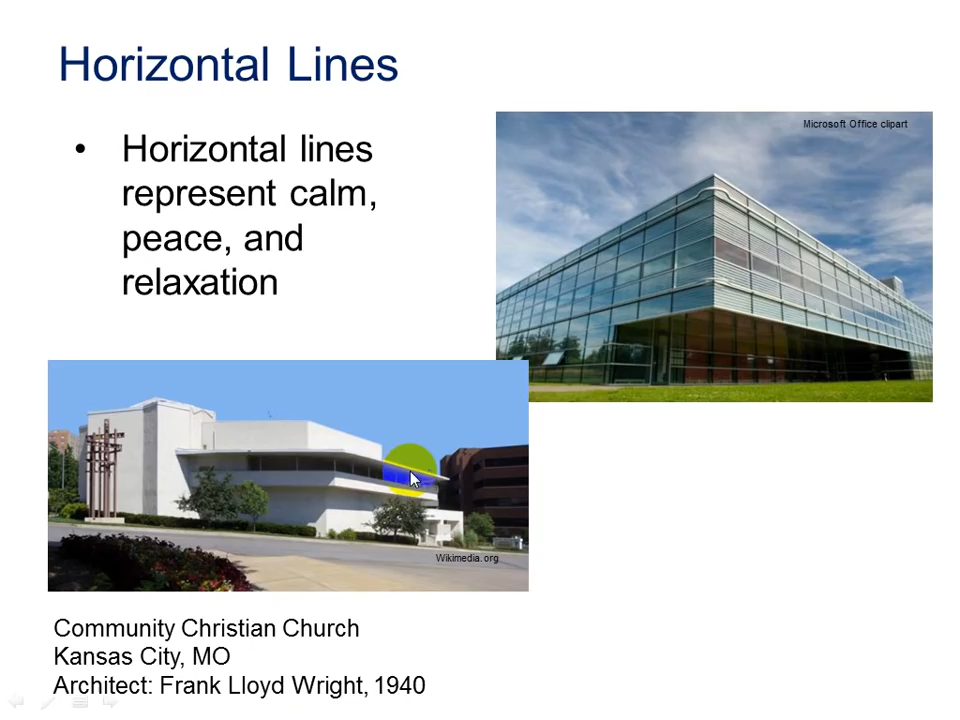 Horizontal Lines
• Horizontal lines
represent calm,
peace, and
relaxation
Microsoft Office clipart
Wikimedia.org
Community Christian Church
Kansas City, MO
Architect: Frank Lloyd Wright, 1940